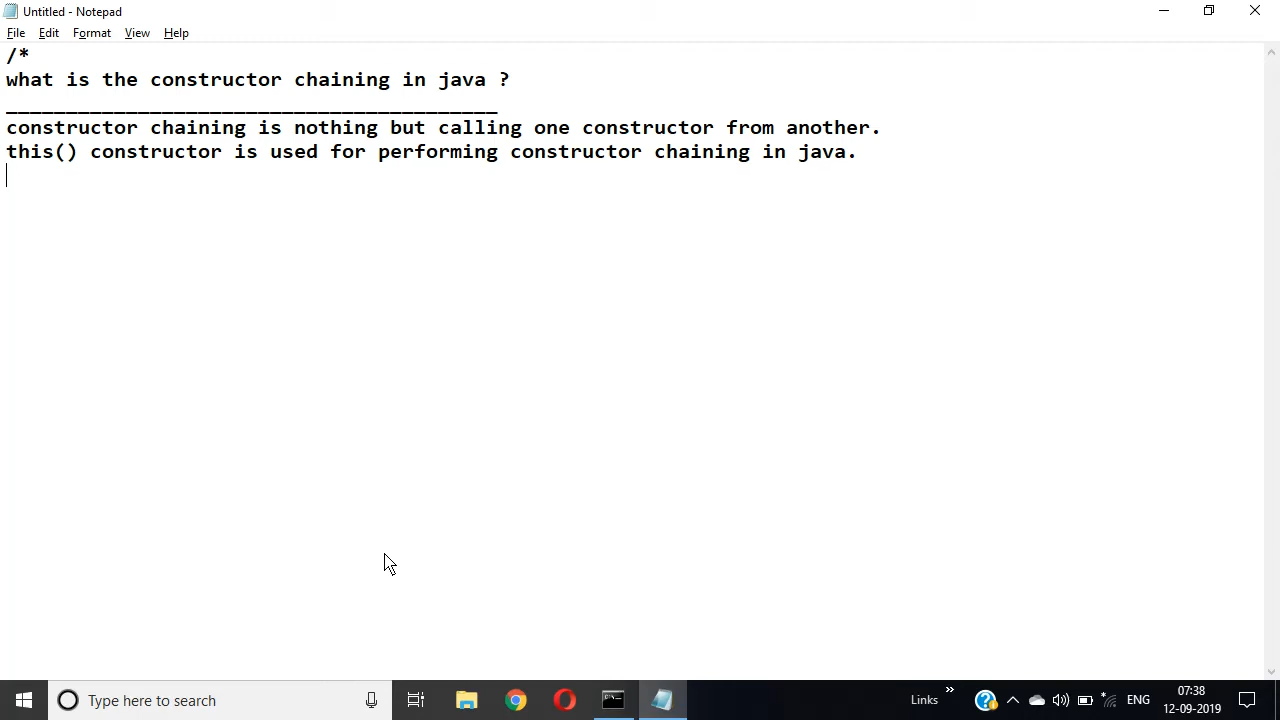 Untitled - Notepad
File Edit Format View Help
/*
what is the constructor chaining in java ?
_________________________________________
constructor chaining is nothing but calling one constructor from another.
this() constructor is used for performing constructor chaining in java.
Type here to search
Links »
ENG
07:38
12-09-2019